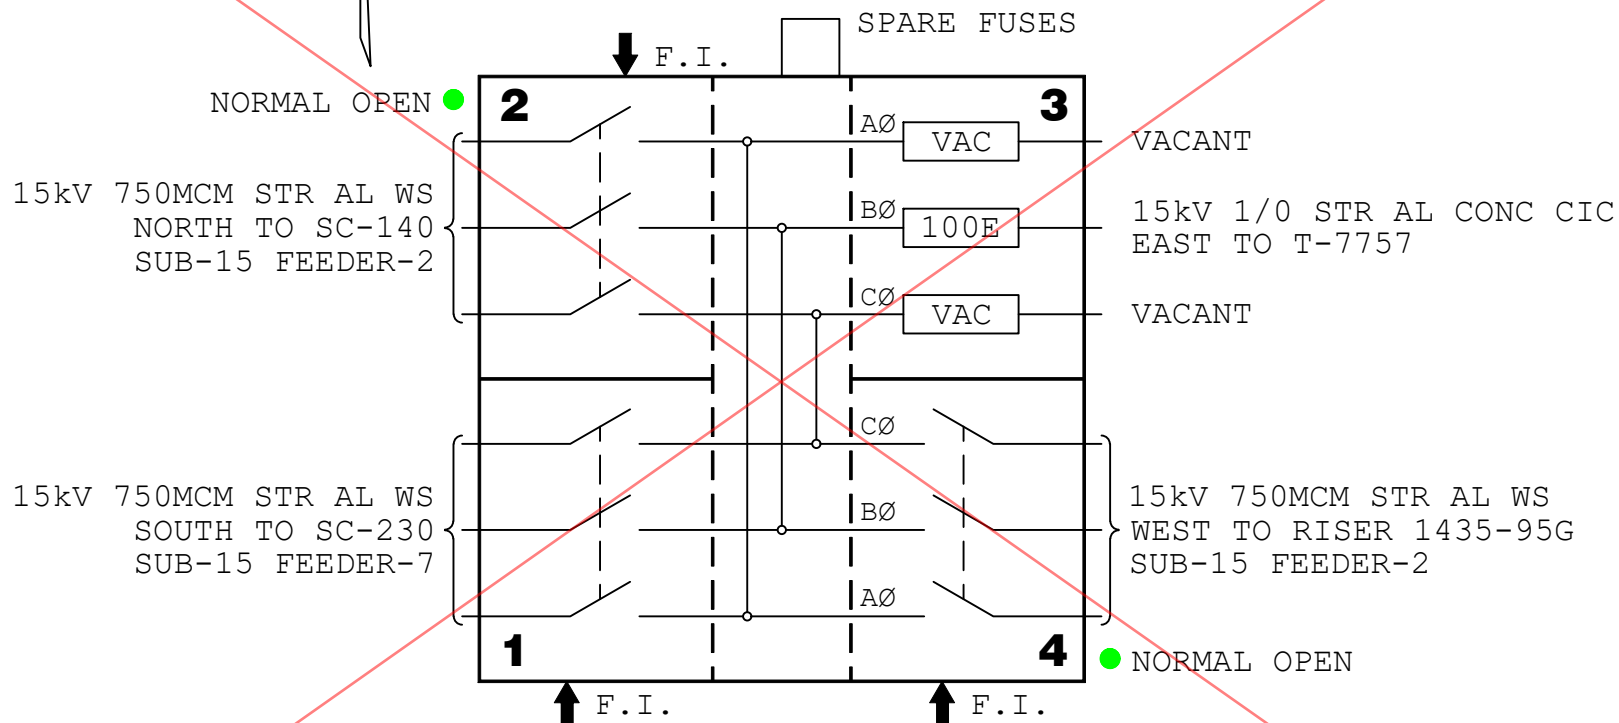 SPARE FUSES
F.I.
NORMAL OPEN
2
3
AØ
VAC
VACANT
15kV 750MCM STR AL WS
NORTH TO SC-140
SUB-15 FEEDER-2
BØ
100E
15kV 1/0 STR AL CONC CIC
EAST TO T-7757
CØ
VAC
VACANT
CØ
15kV 750MCM STR AL WS
SOUTH TO SC-230
SUB-15 FEEDER-7
BØ
15kV 750MCM STR AL WS
WEST TO RISER 1435-95G
SUB-15 FEEDER-2
AØ
1
4
NORMAL OPEN
F.I.
F.I.